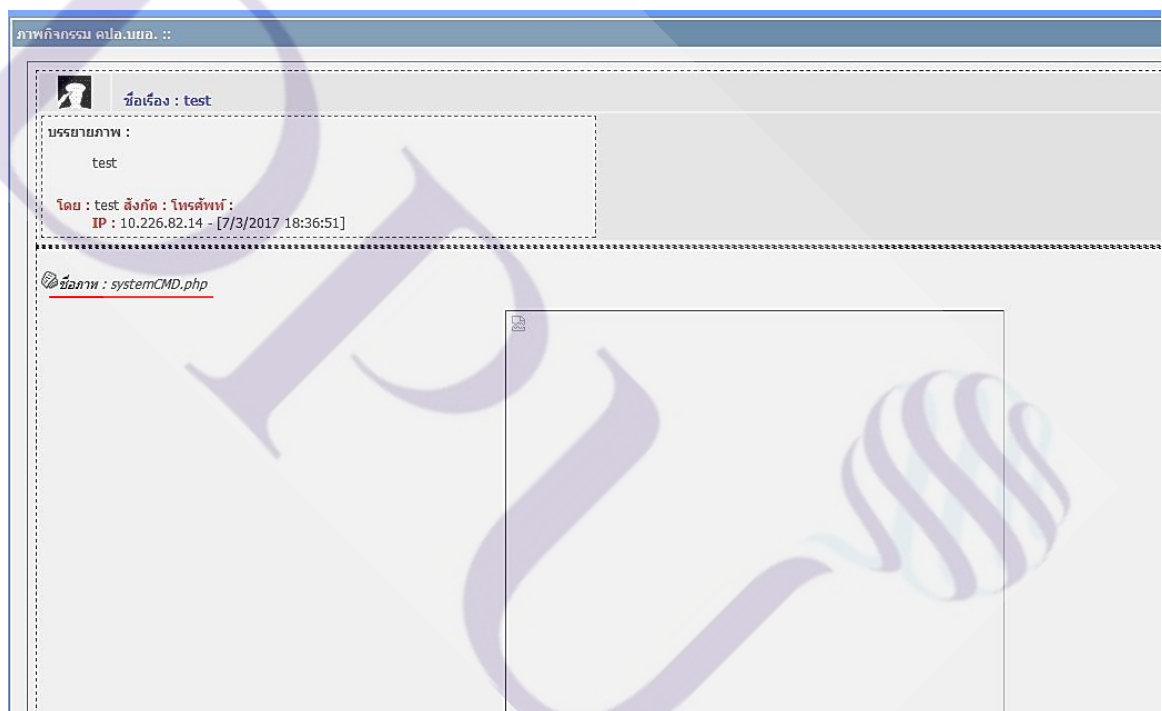 ภาพกิจกรรม คปอ.บยอ. ::
ชื่อเรื่อง : test
บรรยายภาพ :
test
โดย : test สังกัด : โทรศัพท์ :
IP : 10.226.82.14 - [7/3/2017 18:36:51]
ชื่อภาพ : systemCMD.php
DPU